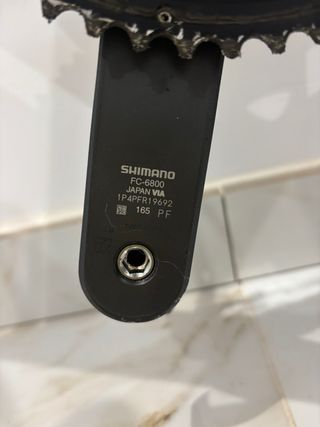 SHIMANO
FC-6800
JAPAN VIA
1P4PFR19692
165 PF